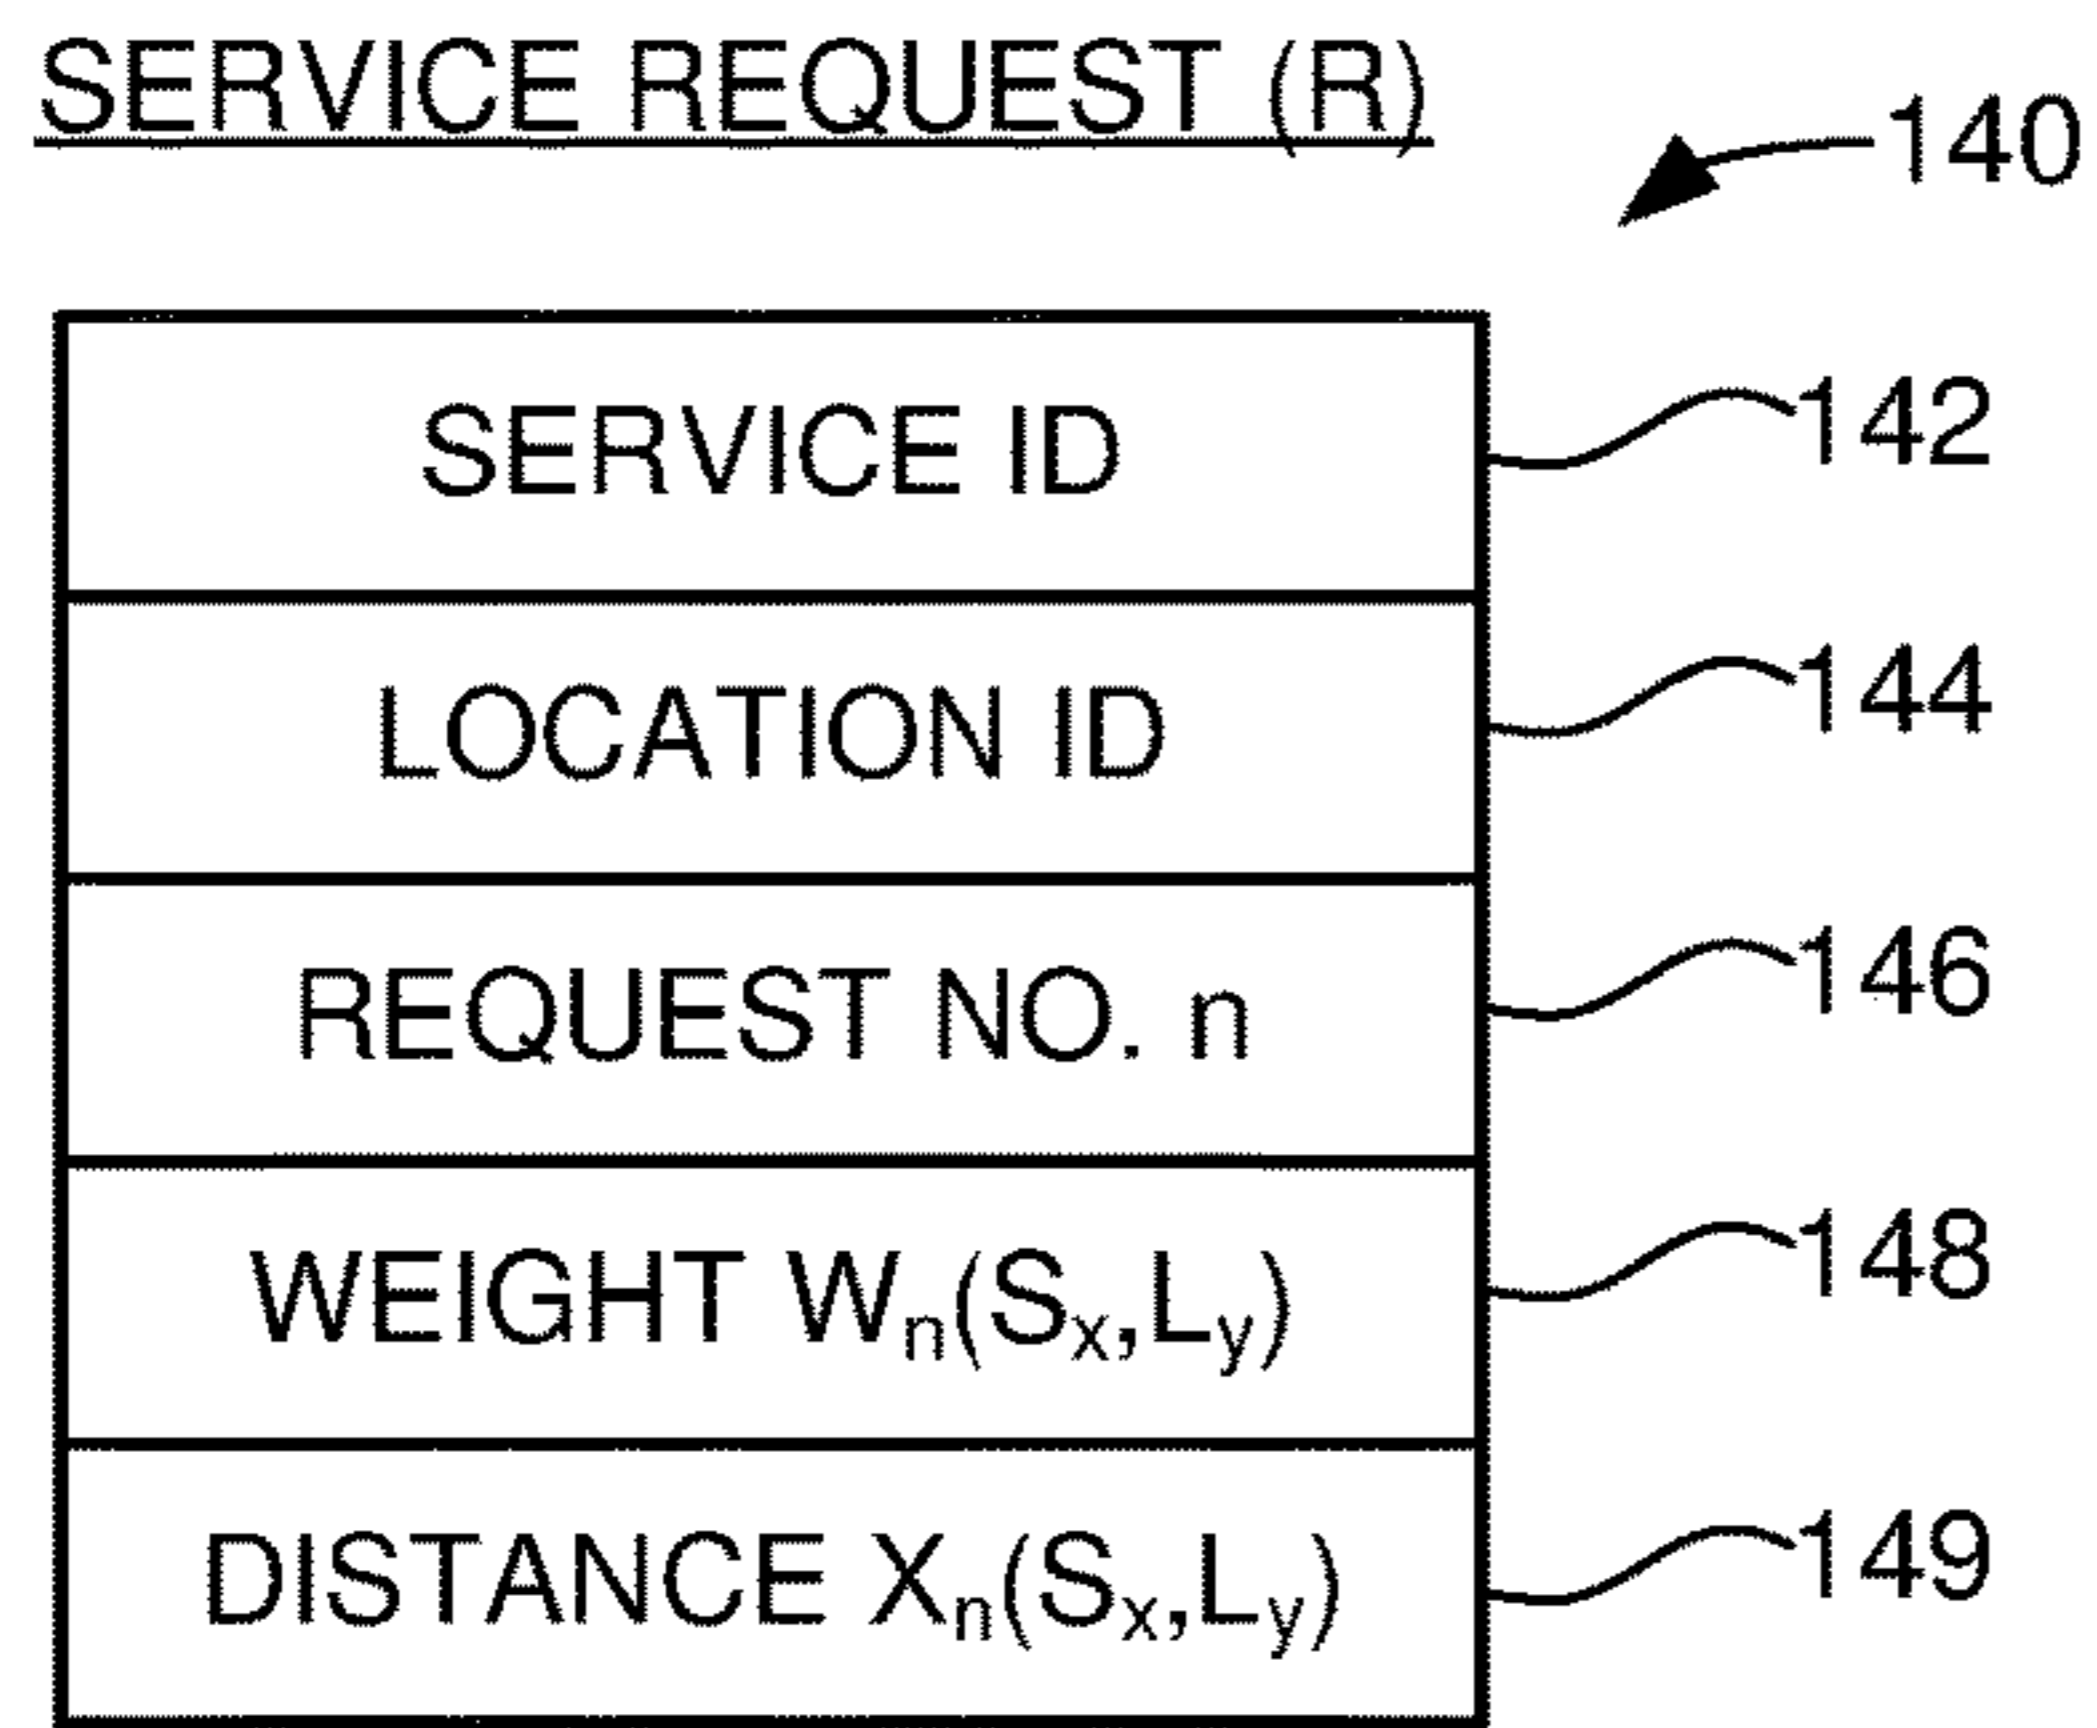 SERVICE REQUEST (R)
140
SERVICE ID
142
LOCATION ID
144
REQUEST NO. n
146
WEIGHT Wn(Sx,Ly)
148
DISTANCE Xn(Sx,Ly)
149